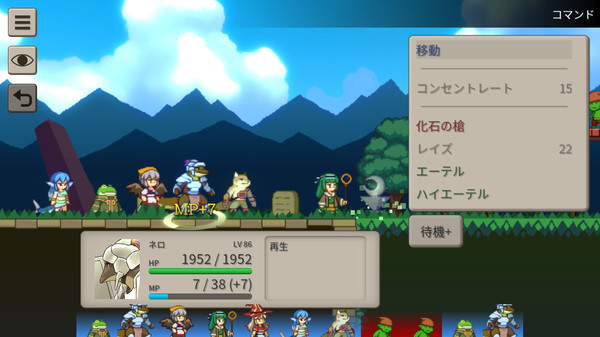 コマンド
移動
コンセントレート 15
化石の槍
レイズ 22
エーテル
ハイエーテル
待機+
MP+7
ネロ LV 86
HP 1952 / 1952
MP 7 / 38 (+7)
再生